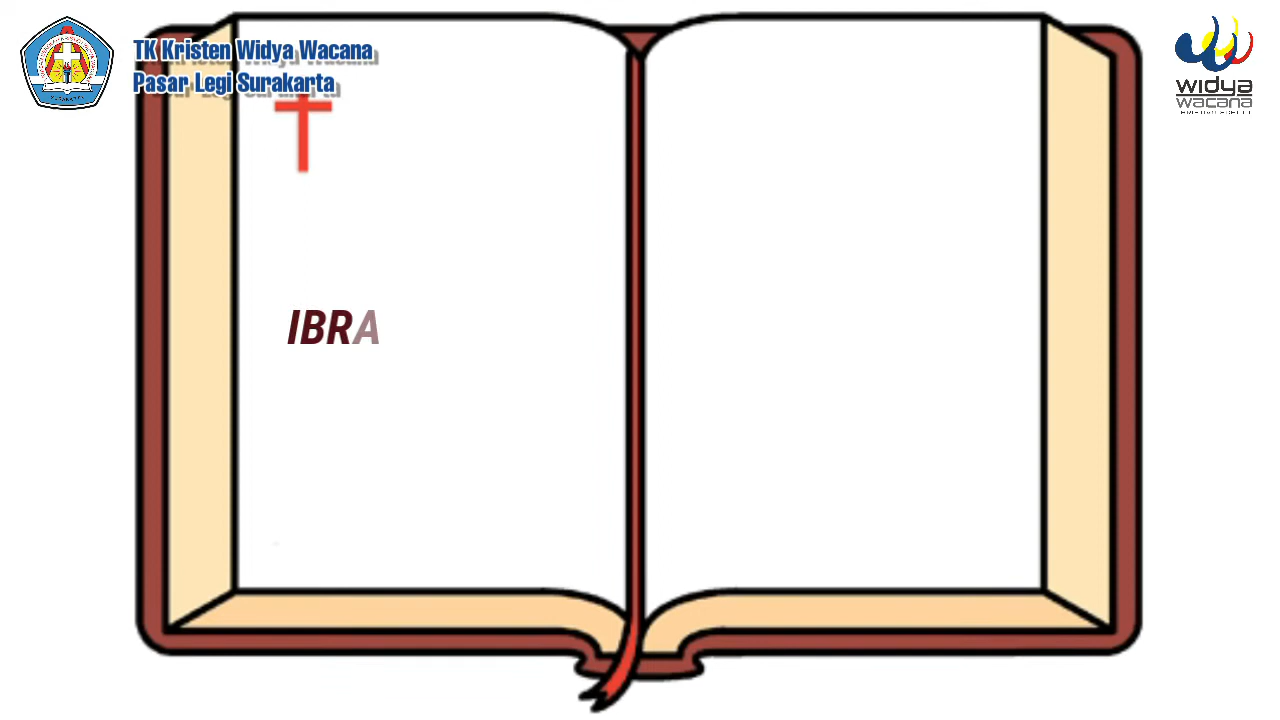 TK Kristen Widya Wacana
Pasar Legi Surakarta
widya
wacana
IBRA